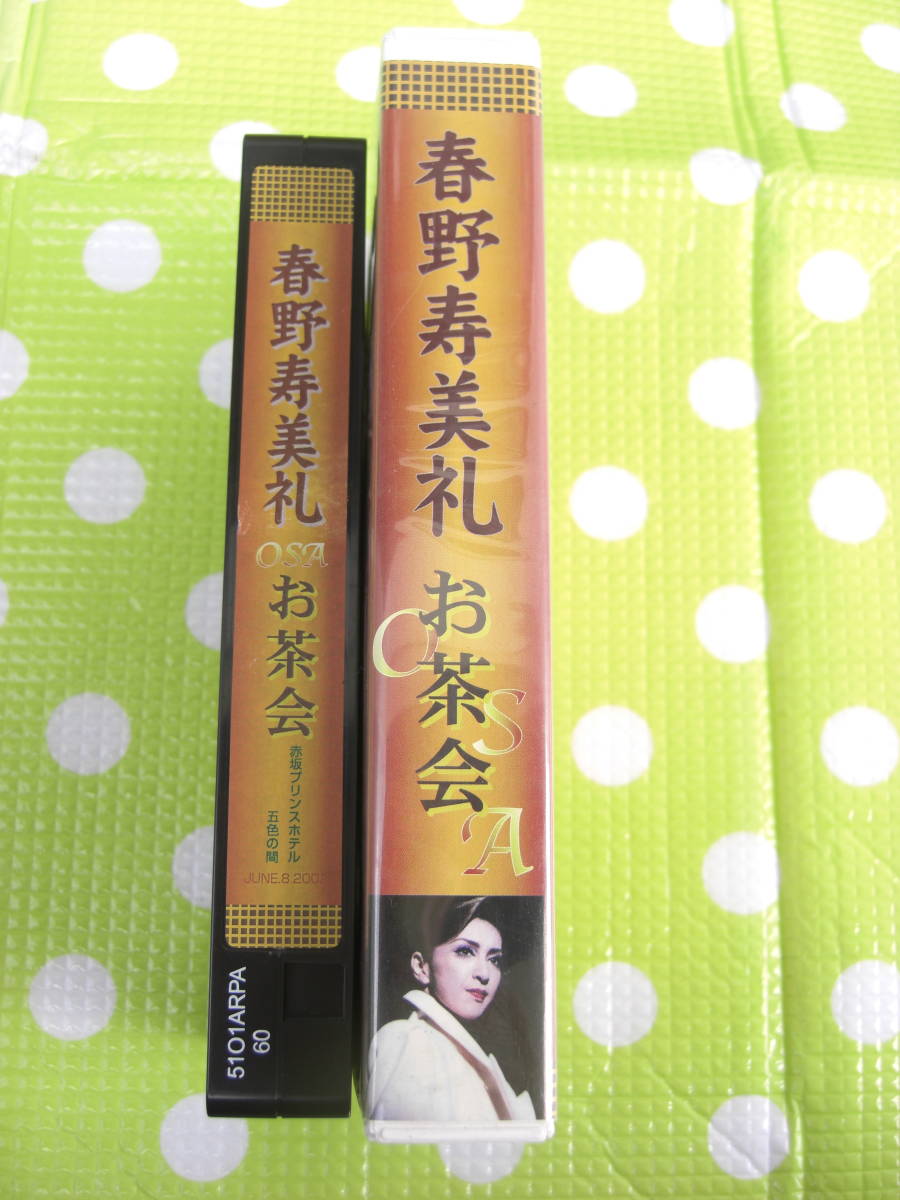 春野寿美礼
OSA
お茶会
赤坂プリンスホテル
五色の間
JUNE.8 200
51O1ARPA
60
春野寿美礼 お茶会
OSA